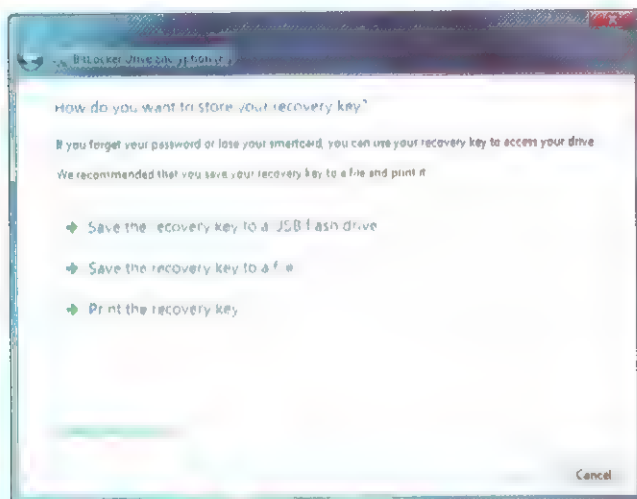 BitLocker Drive Encryption
How do you want to store your recovery key?
If you forget your password or lose your smartcard, you can use your recovery key to access your drive
We recommended that you save your recovery key to a file and print it
Save the recovery key to a USB flash drive
Save the recovery key to a file
Print the recovery key
Cancel